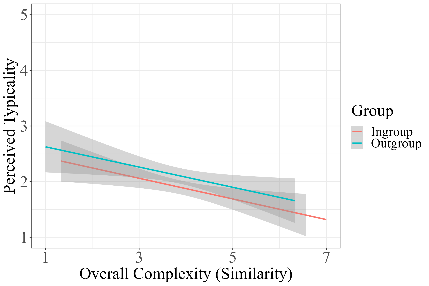 5
4
3
2
1
Perceived Typicality
1 3 5 7
Overall Complexity (Similarity)
Group
Ingroup
Outgroup